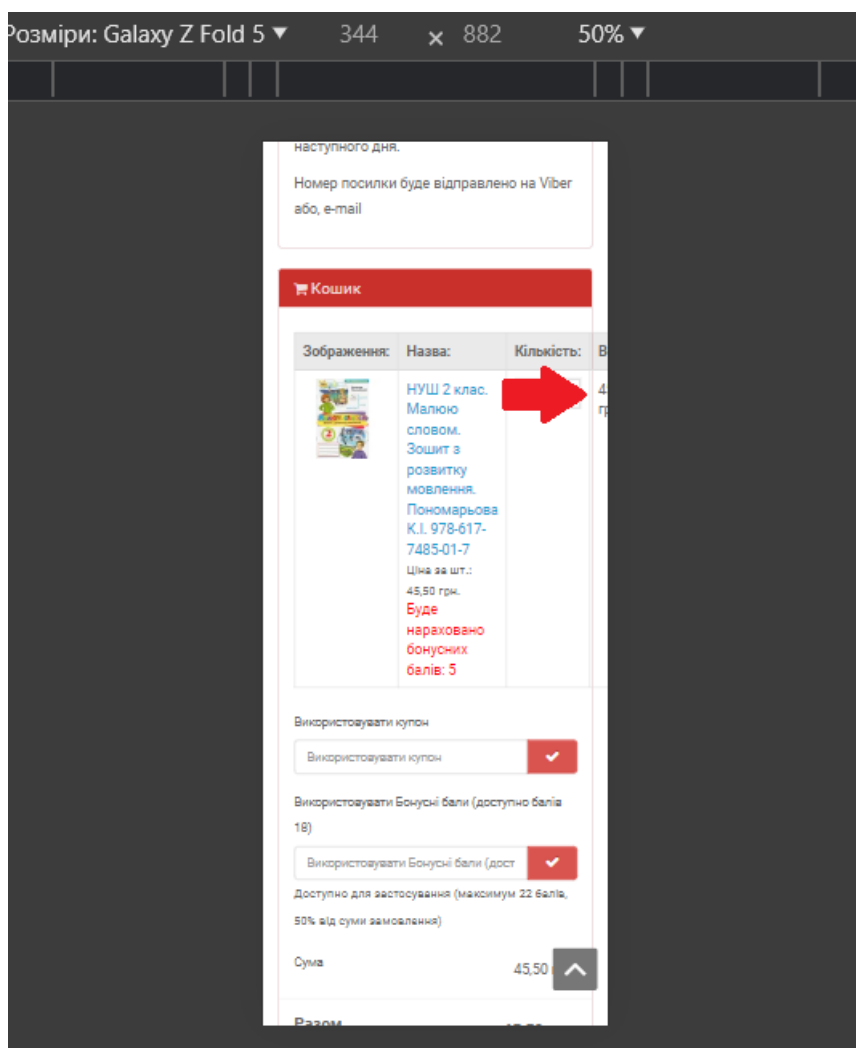 Розміри: Galaxy Z Fold 5 ▼ 344 × 882 50% ▼
наступного дня.
Номер посилки буде відправлено на Viber
або, e-mail
Кошик
Зображення: Назва: Кількість: В
НУШ 2 клас.
Малюю
словом.
Зошит з
розвитку
мовлення.
Пономарьова
К.І. 978-617-
7485-01-7
Ціна за шт.:
45,50 грн.
Буде
нараховано
бонусних
балів: 5
Використовувати купон
Використовувати купон
Використовувати Бонусні бали (доступно балів
18)
Використовувати Бонусні бали (дост
Доступно для застосування (максимум 22 балів,
50% від суми замовлення)
Сума 45,50
Разом